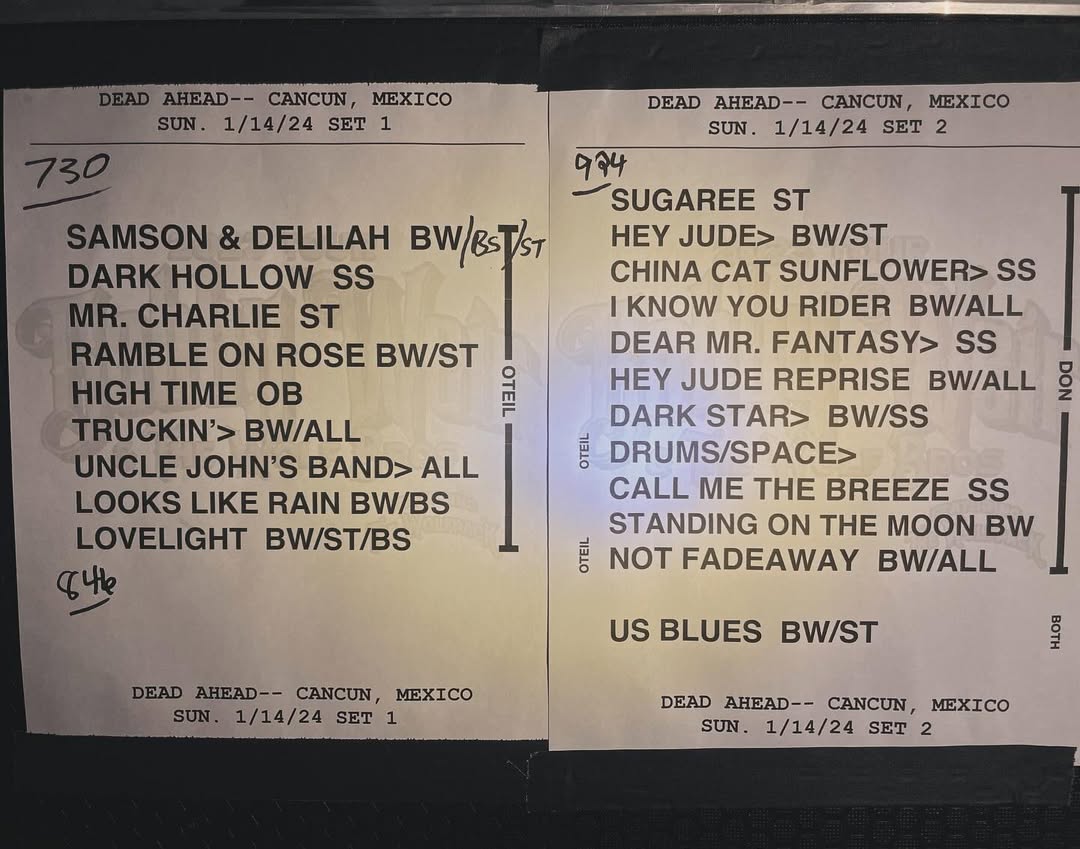 DEAD AHEAD-- CANCUN, MEXICO
SUN. 1/14/24 SET 1
730
SAMSON & DELILAH BW/BS/ST
DARK HOLLOW SS
MR. CHARLIE ST
RAMBLE ON ROSE BW/ST
HIGH TIME OB
TRUCKIN'> BW/ALL
UNCLE JOHN'S BAND> ALL
LOOKS LIKE RAIN BW/BS
LOVELIGHT BW/ST/BS
OTEIL
846
DEAD AHEAD-- CANCUN, MEXICO
SUN. 1/14/24 SET 1
DEAD AHEAD-- CANCUN, MEXICO
SUN. 1/14/24 SET 2
SUGAREE ST
HEY JUDE> BW/ST
CHINA CAT SUNFLOWER> SS
I KNOW YOU RIDER BW/ALL
DEAR MR. FANTASY> SS
HEY JUDE REPRISE BW/ALL
DARK STAR> BW/SS
OTEIL DRUMS/SPACE>
CALL ME THE BREEZE SS
STANDING ON THE MOON BW
OTEIL NOT FADEAWAY BW/ALL
DON
US BLUES BW/ST
BOTH
DEAD AHEAD-- CANCUN, MEXICO
SUN. 1/14/24 SET 2